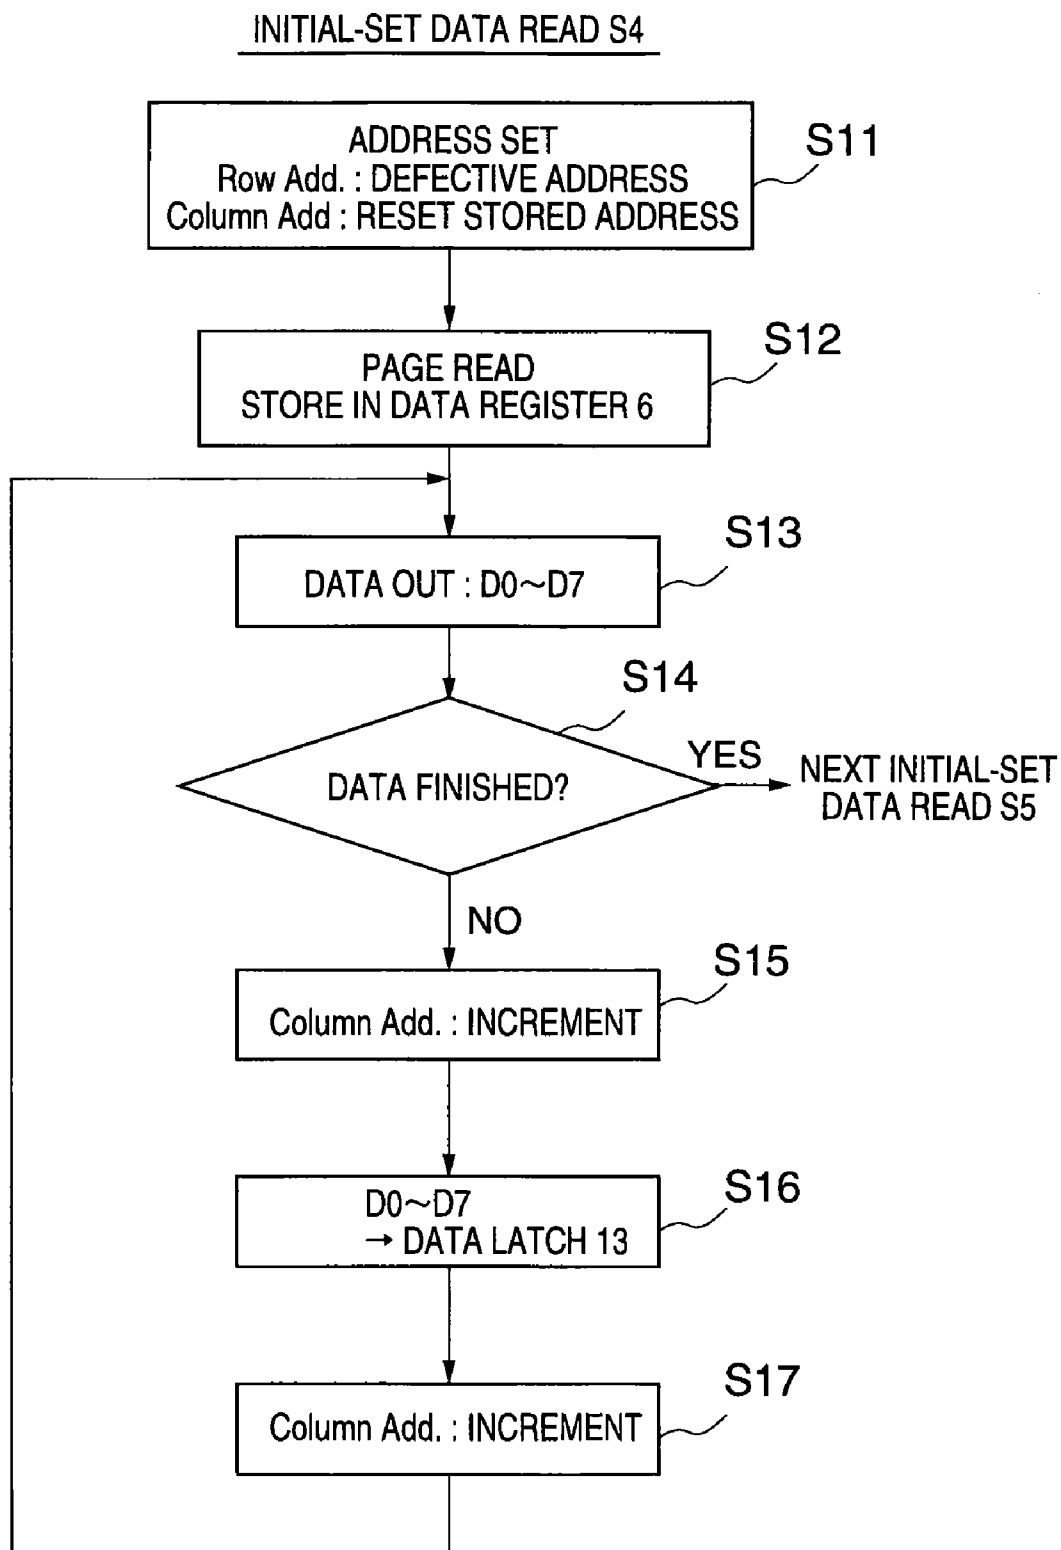 INITIAL-SET DATA READ S4
ADDRESS SET
Row Add. : DEFECTIVE ADDRESS
Column Add : RESET STORED ADDRESS
S11
PAGE READ
STORE IN DATA REGISTER 6
S12
DATA OUT : D0～D7
S13
DATA FINISHED?
S14
YES
NEXT INITIAL-SET
DATA READ S5
NO
Column Add. : INCREMENT
S15
D0～D7
→ DATA LATCH 13
S16
Column Add. : INCREMENT
S17